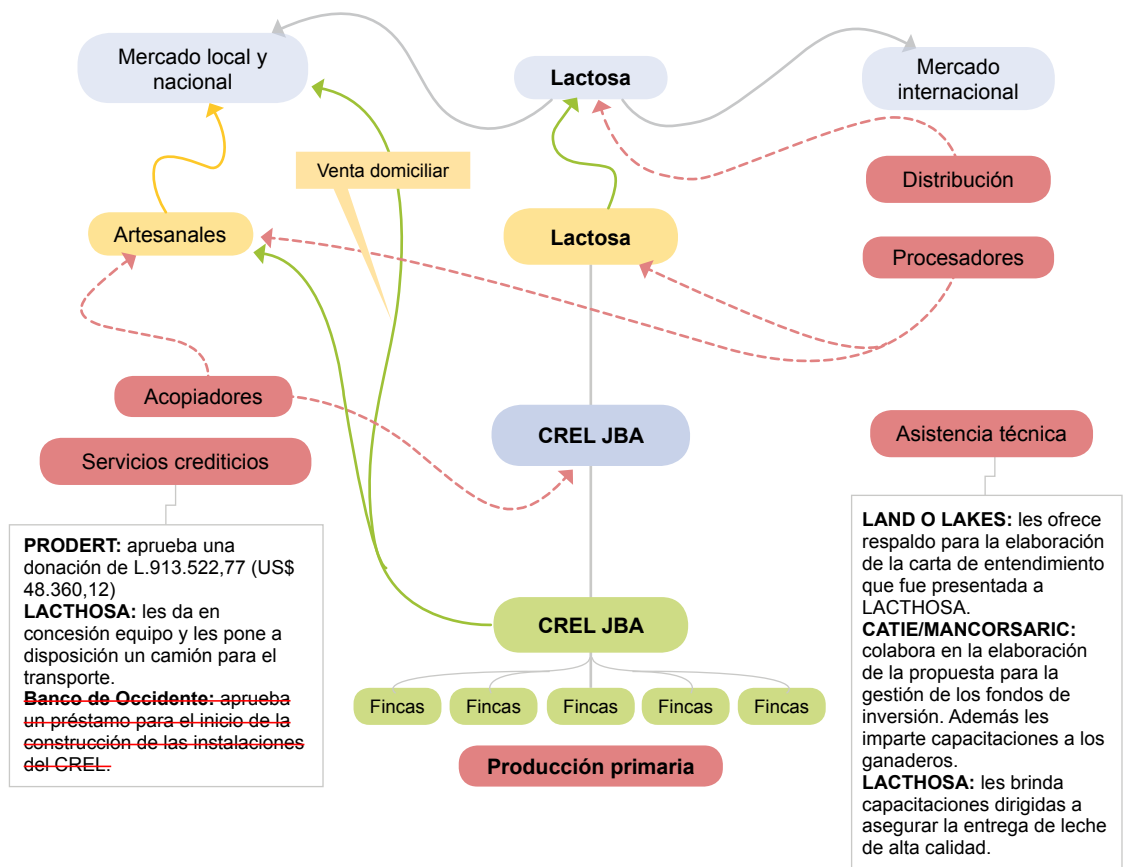 Mercado local y
nacional
Lactosa
Mercado
internacional
Venta domiciliar
Distribución
Artesanales
Lactosa
Procesadores
Acopiadores
CREL JBA
Asistencia técnica
Servicios crediticios
PRODERT: aprueba una
donación de L.913.522,77 (US$
48.360,12)
LACTHOSA: les da en
concesión equipo y les pone a
disposición un camión para el
transporte.
Banco de Occidente: aprueba
un préstamo para el inicio de la
construcción de las instalaciones
del CREL.
LAND O LAKES: les ofrece
respaldo para la elaboración
de la carta de entendimiento
que fue presentada a
LACTHOSA.
CATIE/MANCORSARIC:
colabora en la elaboración
de la propuesta para la
gestión de los fondos de
inversión. Además les
imparte capacitaciones a los
ganaderos.
LACTHOSA: les brinda
capacitaciones dirigidas a
asegurar la entrega de leche
de alta calidad.
CREL JBA
Fincas Fincas Fincas Fincas Fincas
Producción primaria